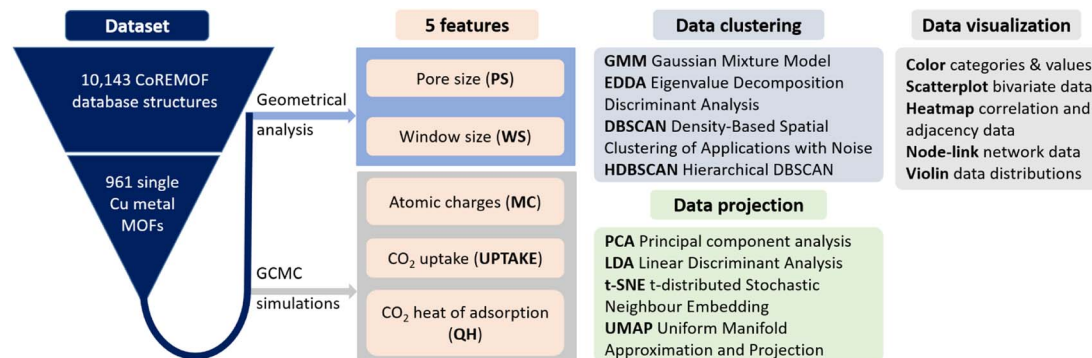 Dataset
10,143 CoREMOF
database structures
961 single
Cu metal
MOFs
Geometrical
analysis
GCMC
simulations
5 features
Pore size (PS)
Window size (WS)
Atomic charges (MC)
CO₂ uptake (UPTAKE)
CO₂ heat of adsorption
(QH)
Data clustering
GMM Gaussian Mixture Model
EDDA Eigenvalue Decomposition
Discriminant Analysis
DBSCAN Density-Based Spatial
Clustering of Applications with Noise
HDBSCAN Hierarchical DBSCAN
Data projection
PCA Principal component analysis
LDA Linear Discriminant Analysis
t-SNE t-distributed Stochastic
Neighbour Embedding
UMAP Uniform Manifold
Approximation and Projection
Data visualization
Color categories & values
Scatterplot bivariate data
Heatmap correlation and
adjacency data
Node-link network data
Violin data distributions